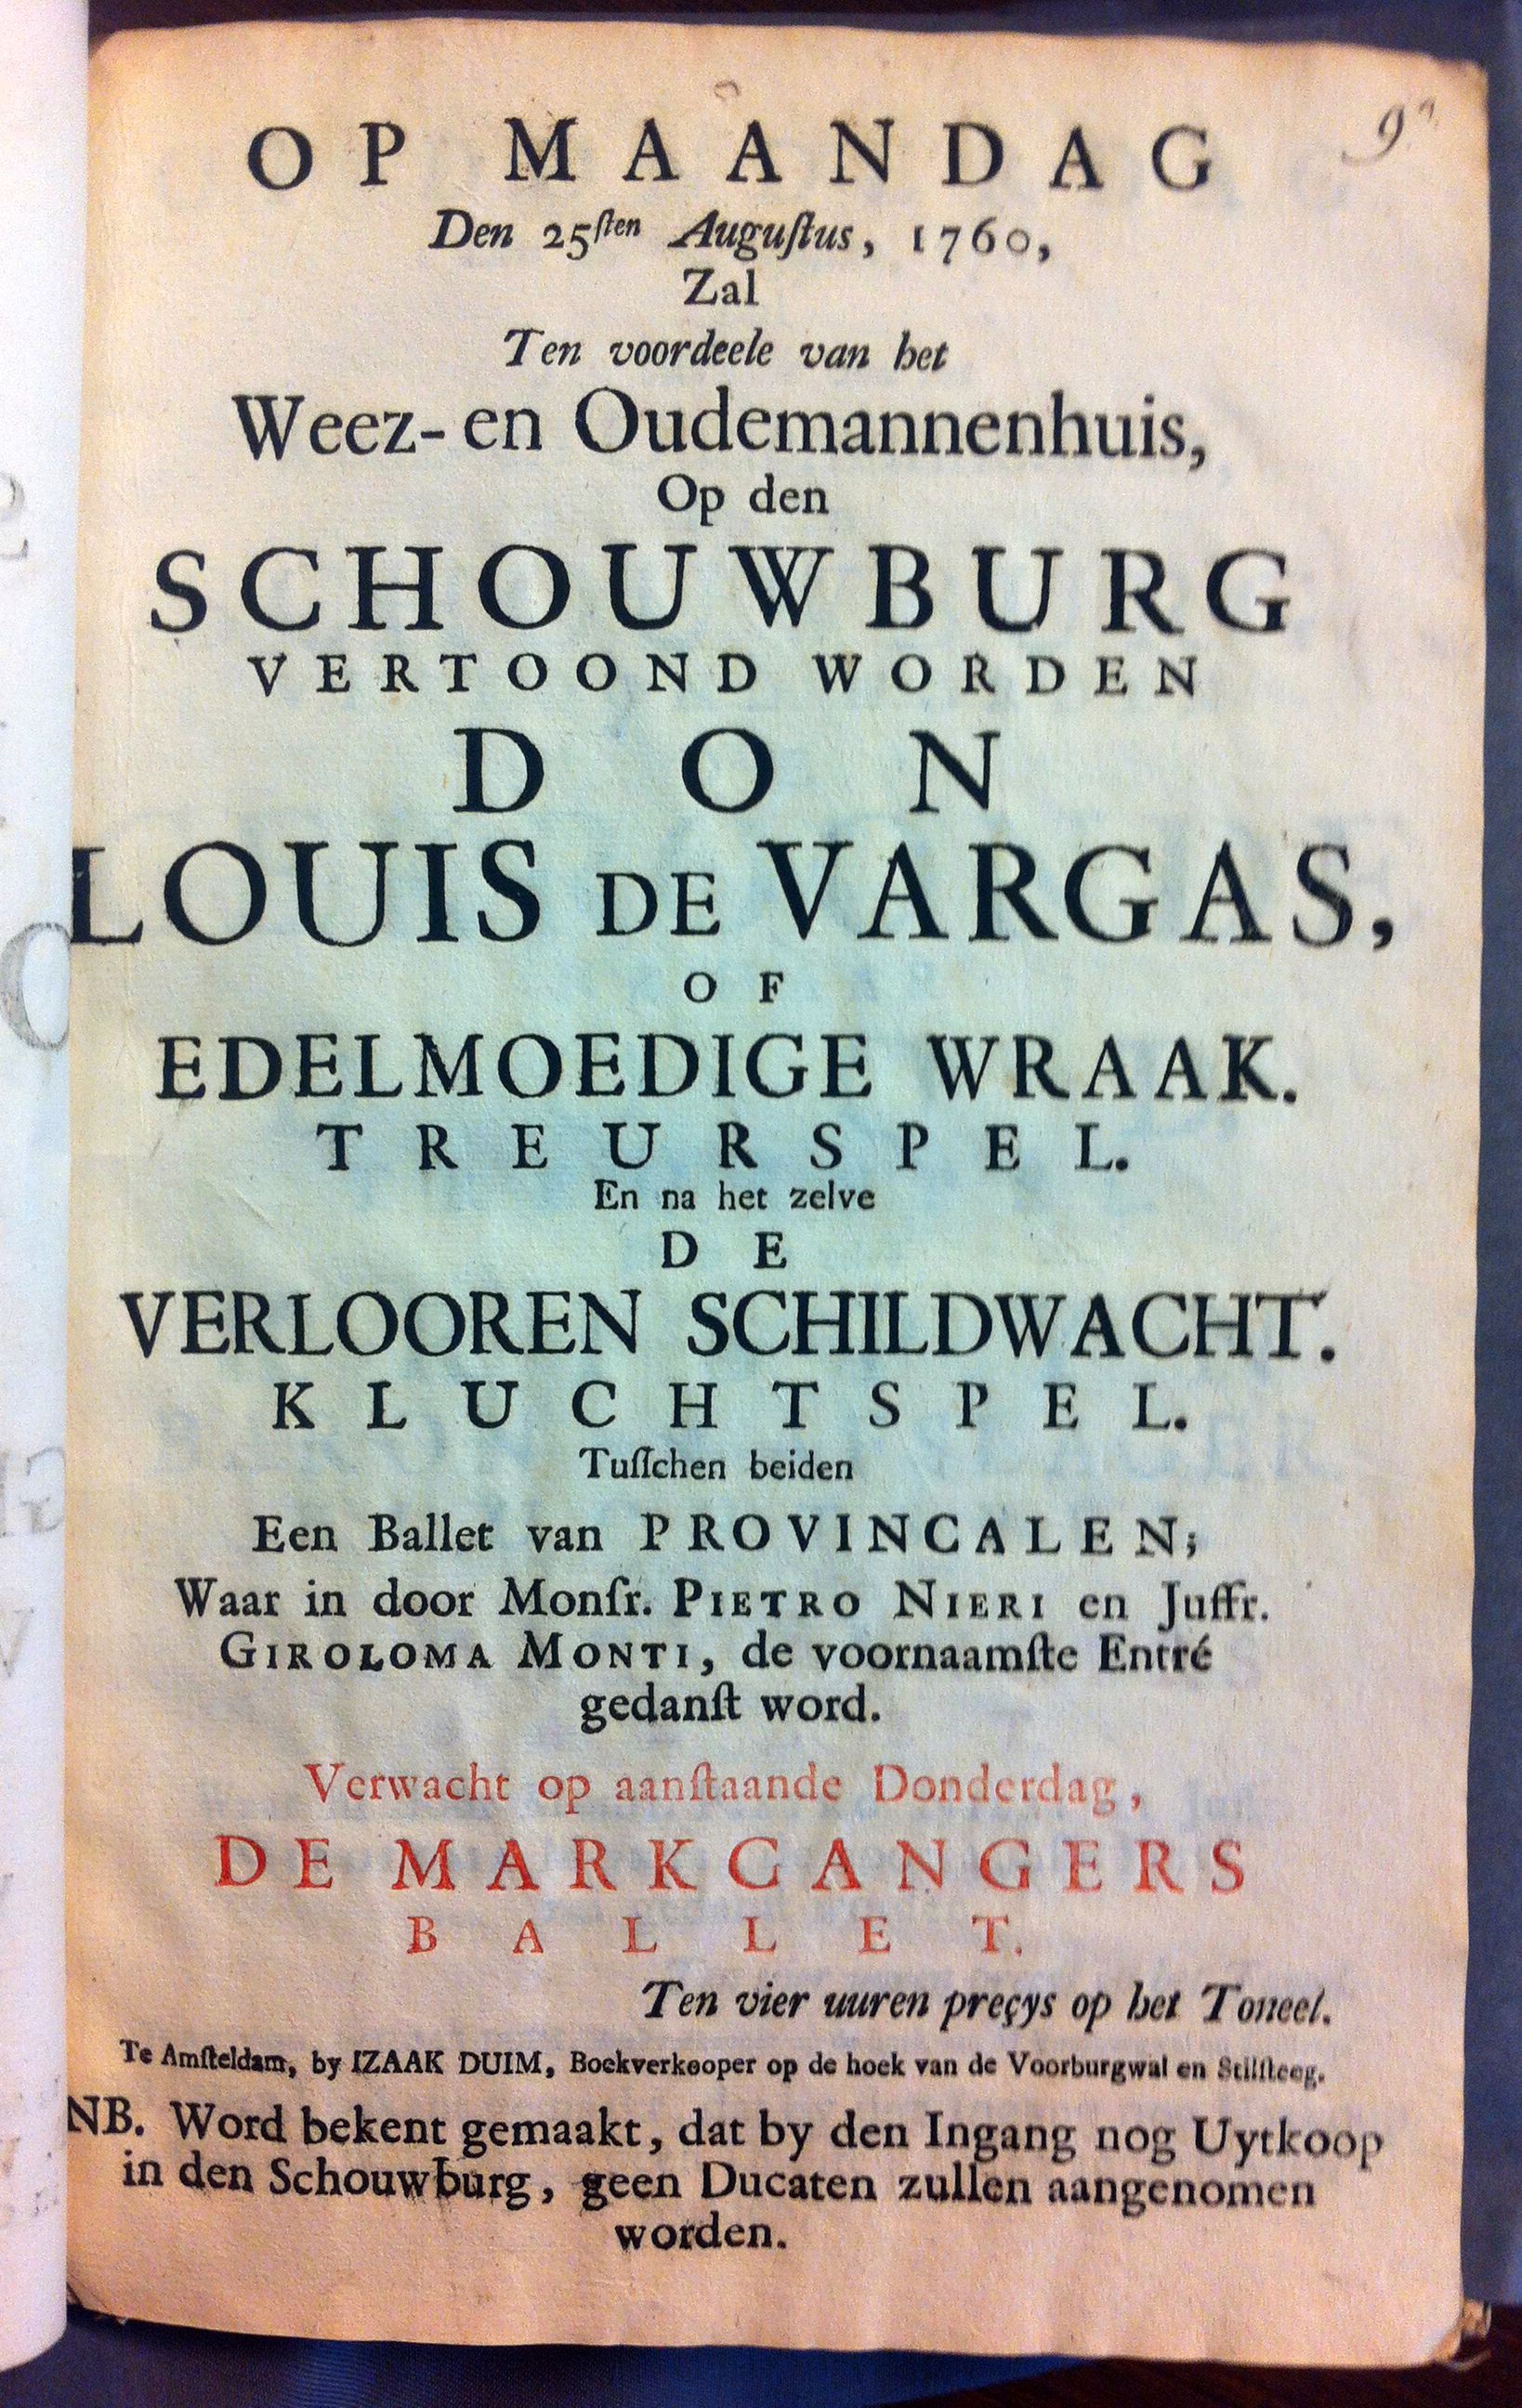 9ª
OP MAANDAG
Den 25ſten Auguſtus, 1760,
Zal
Ten voordeele van het
Weez- en Oudemannenhuis,
Op den
SCHOUWBURG
VERTOOND WORDEN
DON
LOUIS DE VARGAS,
OF
EDELMOEDIGE WRAAK.
TREURSPEL.
En na het zelve
DE
VERLOOREN SCHILDWACHT.
KLUCHTSPEL.
Tuſſchen beiden
Een Ballet van PROVINCALEN;
Waar in door Monſr. PIETRO NIERI en Juffr.
GIROLOMA MONTI, de voornaamſte Entré
gedanſt word.
Verwacht op aanſtaande Donderdag,
DE MARKGANGERS
BALLET.
Ten vier uuren preçys op het Toneel.
Te Amſteldam, by IZAAK DUIM, Boekverkooper op de hoek van de Voorburgwal en Stilſteeg.
NB. Word bekent gemaakt, dat by den Ingang nog Uytkoop
in den Schouwburg, geen Ducaten zullen aangenomen
worden.